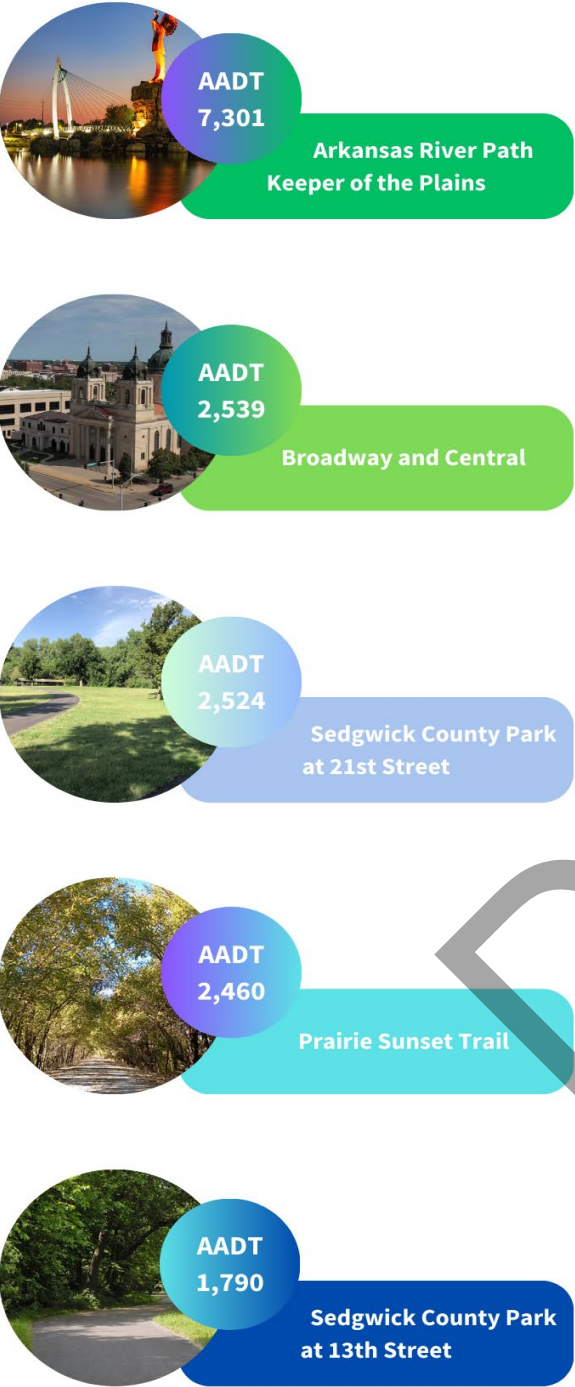 AADT
7,301
Arkansas River Path
Keeper of the Plains
AADT
2,539
Broadway and Central
AADT
2,524
Sedgwick County Park
at 21st Street
AADT
2,460
Prairie Sunset Trail
AADT
1,790
Sedgwick County Park
at 13th Street